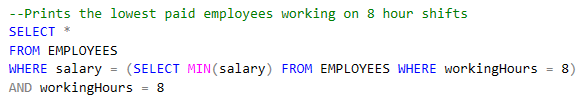 --Prints the lowest paid employees working on 8 hour shifts
SELECT *
FROM EMPLOYEES
WHERE salary = (SELECT MIN(salary) FROM EMPLOYEES WHERE workingHours = 8)
AND workingHours = 8